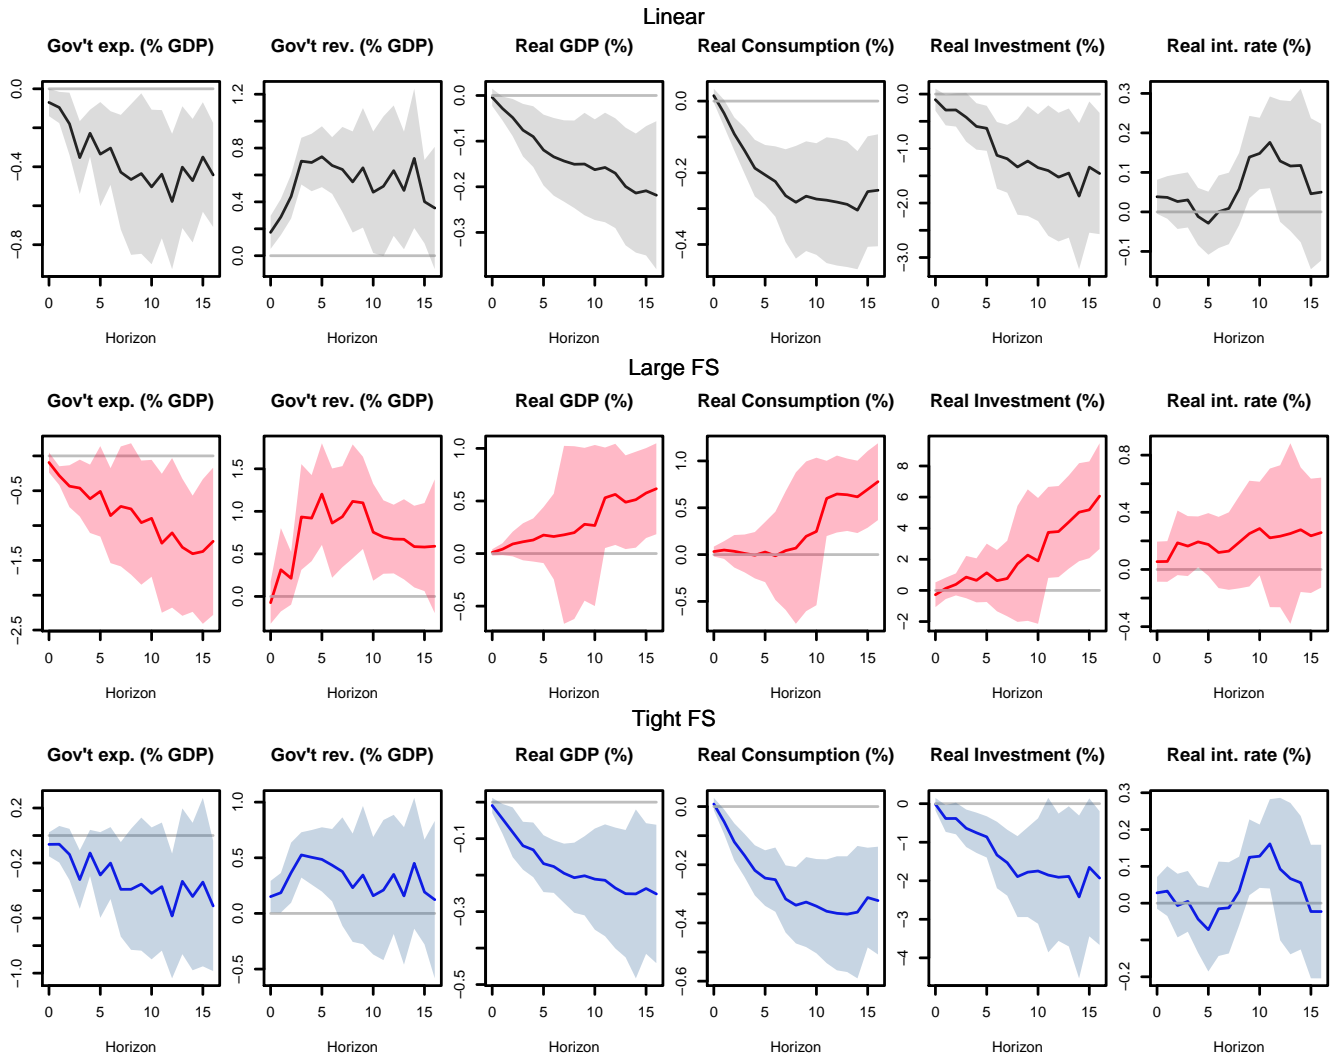 Linear
Gov't exp. (% GDP) Gov't rev. (% GDP) Real GDP (%) Real Consumption (%) Real Investment (%) Real int. rate (%)
0.0 -0.4 -0.8
0.0 0.4 0.8 1.2
0.0 -0.1 -0.2 -0.3
0.0 -0.2 -0.4
0.0 -1.0 -2.0 -3.0
0.3 0.2 0.1 0.0 -0.1
0 5 10 15 0 5 10 15 0 5 10 15 0 5 10 15 0 5 10 15 0 5 10 15
Horizon Horizon Horizon Horizon Horizon Horizon
Large FS
Gov't exp. (% GDP) Gov't rev. (% GDP) Real GDP (%) Real Consumption (%) Real Investment (%) Real int. rate (%)
-0.5 -1.5 -2.5
1.5 1.0 0.5 0.0
1.0 0.5 0.0 -0.5
1.0 0.5 0.0 -0.5
8 6 4 2 0 -2
0.8 0.4 0.0 -0.4
0 5 10 15 0 5 10 15 0 5 10 15 0 5 10 15 0 5 10 15 0 5 10 15
Horizon Horizon Horizon Horizon Horizon Horizon
Tight FS
Gov't exp. (% GDP) Gov't rev. (% GDP) Real GDP (%) Real Consumption (%) Real Investment (%) Real int. rate (%)
0.2 -0.2 -0.6 -1.0
1.0 0.5 0.0 -0.5
-0.1 -0.3 -0.5
0.0 -0.2 -0.4 -0.6
0 -1 -2 -3 -4
0.3 0.2 0.1 0.0 -0.2
0 5 10 15 0 5 10 15 0 5 10 15 0 5 10 15 0 5 10 15 0 5 10 15
Horizon Horizon Horizon Horizon Horizon Horizon